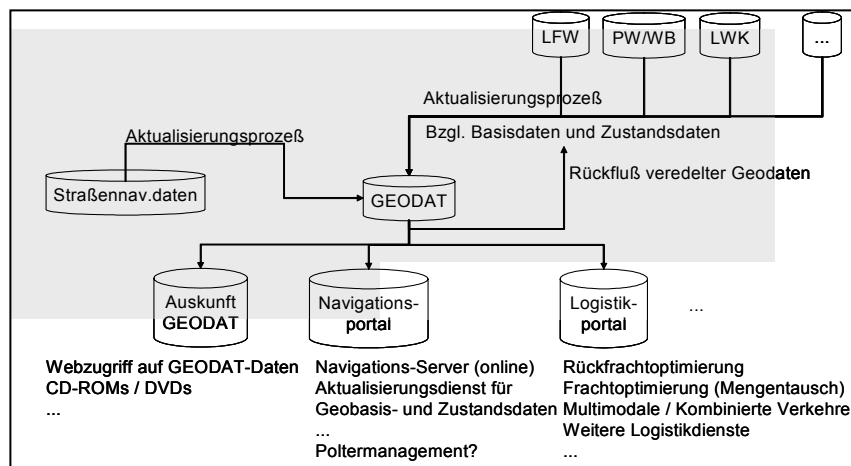 LFW
PW/WB
LWK
...
Aktualisierungsprozeß
Bzgl. Basisdaten und Zustandsdaten
Aktualisierungsprozeß
Rückfluß veredelter Geodaten
Straßennav.daten
GEODAT
Auskunft
GEODAT
Navigations-
portal
Logistik-
portal
...
Webzugriff auf GEODAT-Daten
CD-ROMs / DVDs
...
Navigations-Server (online)
Aktualisierungsdienst für
Geobasis- und Zustandsdaten
...
Poltermanagement?
Rückfrachtoptimierung
Frachtoptimierung (Mengentausch)
Multimodale / Kombinierte Verkehre
Weitere Logistikdienste
...